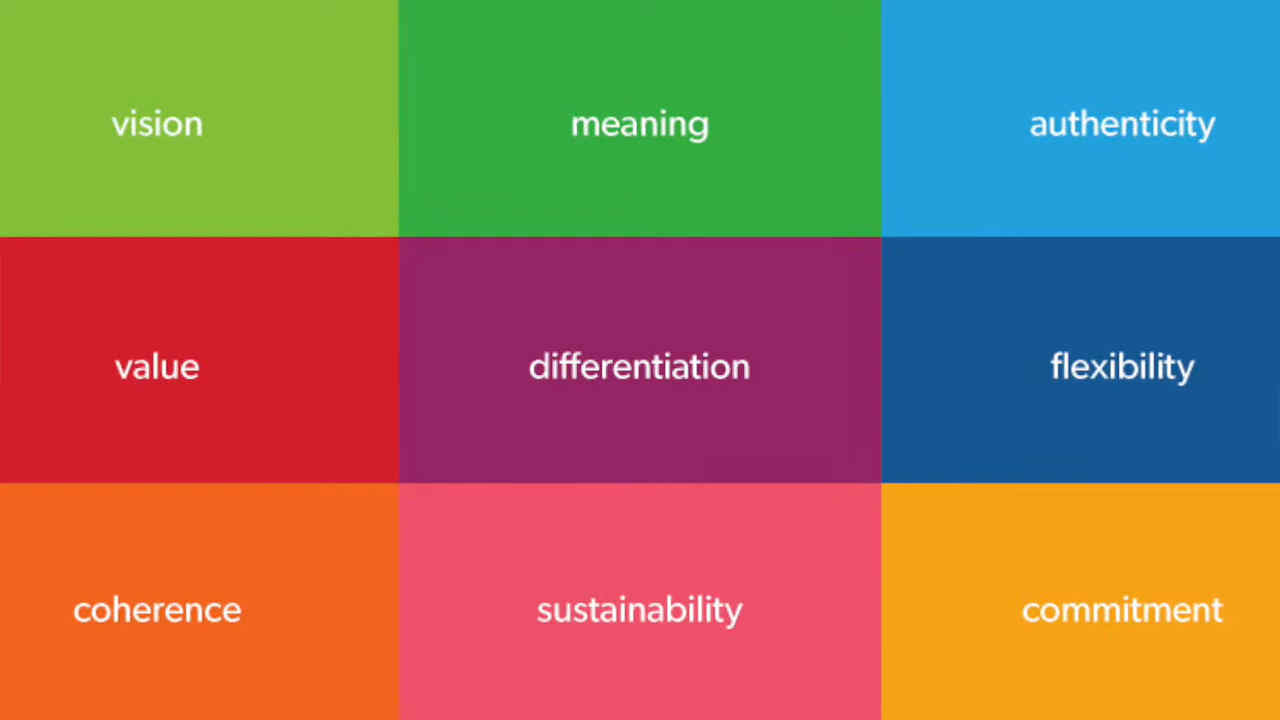 vision
meaning
authenticity
value
differentiation
flexibility
coherence
sustainability
commitment